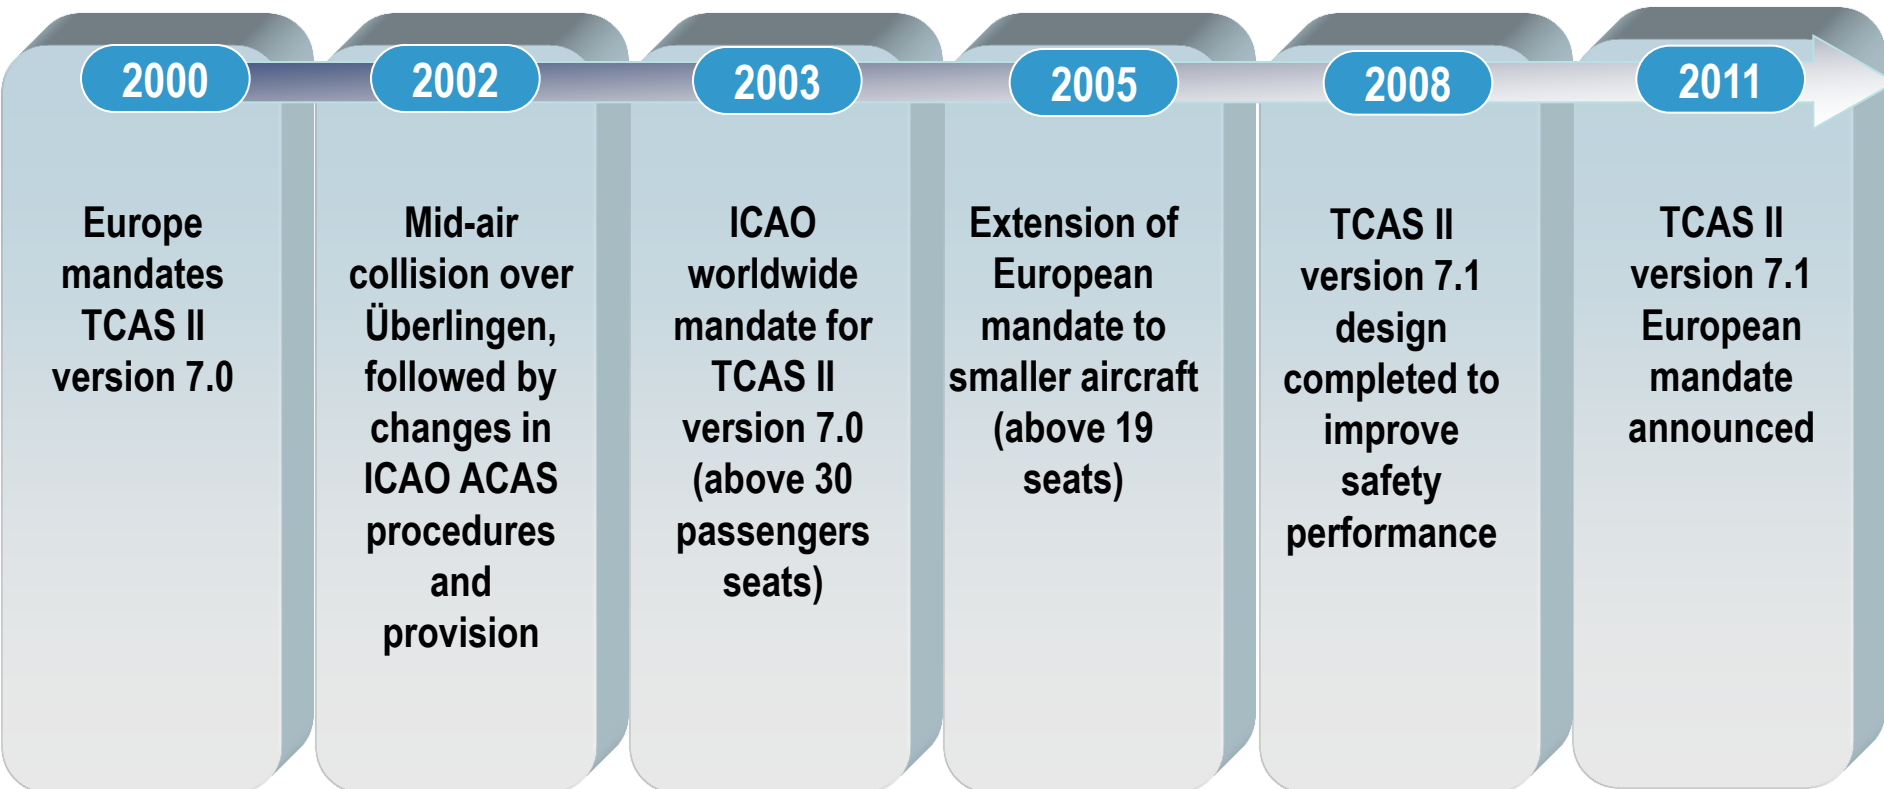 2000
Europe
mandates
TCAS II
version 7.0
2002
Mid-air
collision over
Überlingen,
followed by
changes in
ICAO ACAS
procedures
and
provision
2003
ICAO
worldwide
mandate for
TCAS II
version 7.0
(above 30
passengers
seats)
2005
Extension of
European
mandate to
smaller aircraft
(above 19
seats)
2008
TCAS II
version 7.1
design
completed to
improve
safety
performance
2011
TCAS II
version 7.1
European
mandate
announced